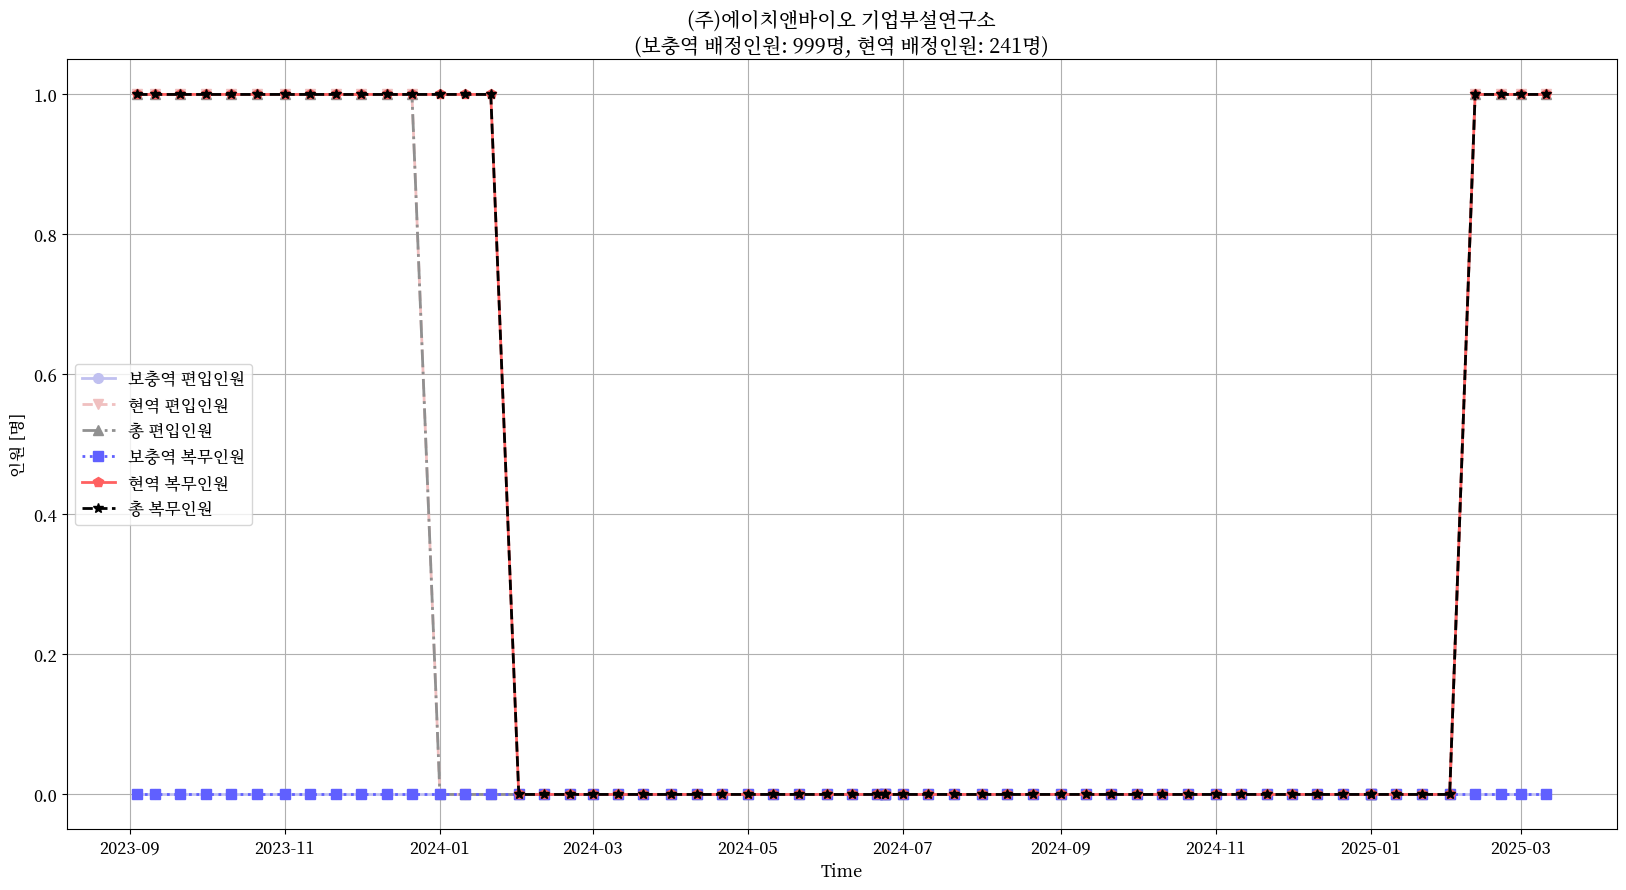 (주)에이치앤바이오 기업부설연구소
(보충역 배정인원: 999명, 현역 배정인원: 241명)
1.0
0.8
0.6
0.4
0.2
0.0
인원 [명]
보충역 편입인원
현역 편입인원
총 편입인원
보충역 복무인원
현역 복무인원
총 복무인원
2023-09
2023-11
2024-01
2024-03
2024-05
2024-07
2024-09
2024-11
2025-01
2025-03
Time